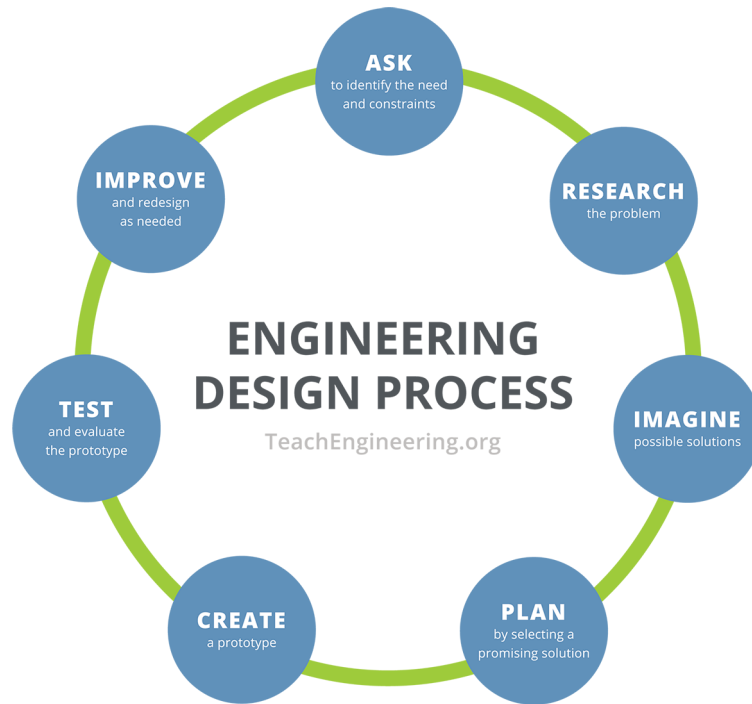 ASK
to identify the need
and constraints
RESEARCH
the problem
IMAGINE
possible solutions
PLAN
by selecting a
promising solution
CREATE
a prototype
TEST
and evaluate
the prototype
IMPROVE
and redesign
as needed
ENGINEERING
DESIGN PROCESS
TeachEngineering.org